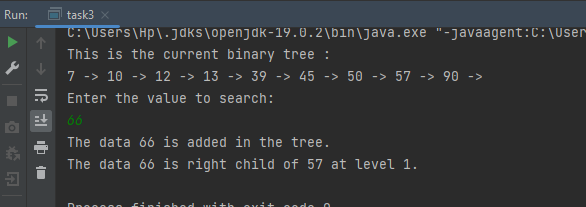 Run: task3
C:\Users\Hp\.jdks\openjdk-19.0.2\bin\java.exe "-javaagent:C:\User
This is the current binary tree :
7 -> 10 -> 12 -> 13 -> 39 -> 45 -> 50 -> 57 -> 90 ->
Enter the value to search:
66
The data 66 is added in the tree.
The data 66 is right child of 57 at level 1.
Process finished with exit code 0